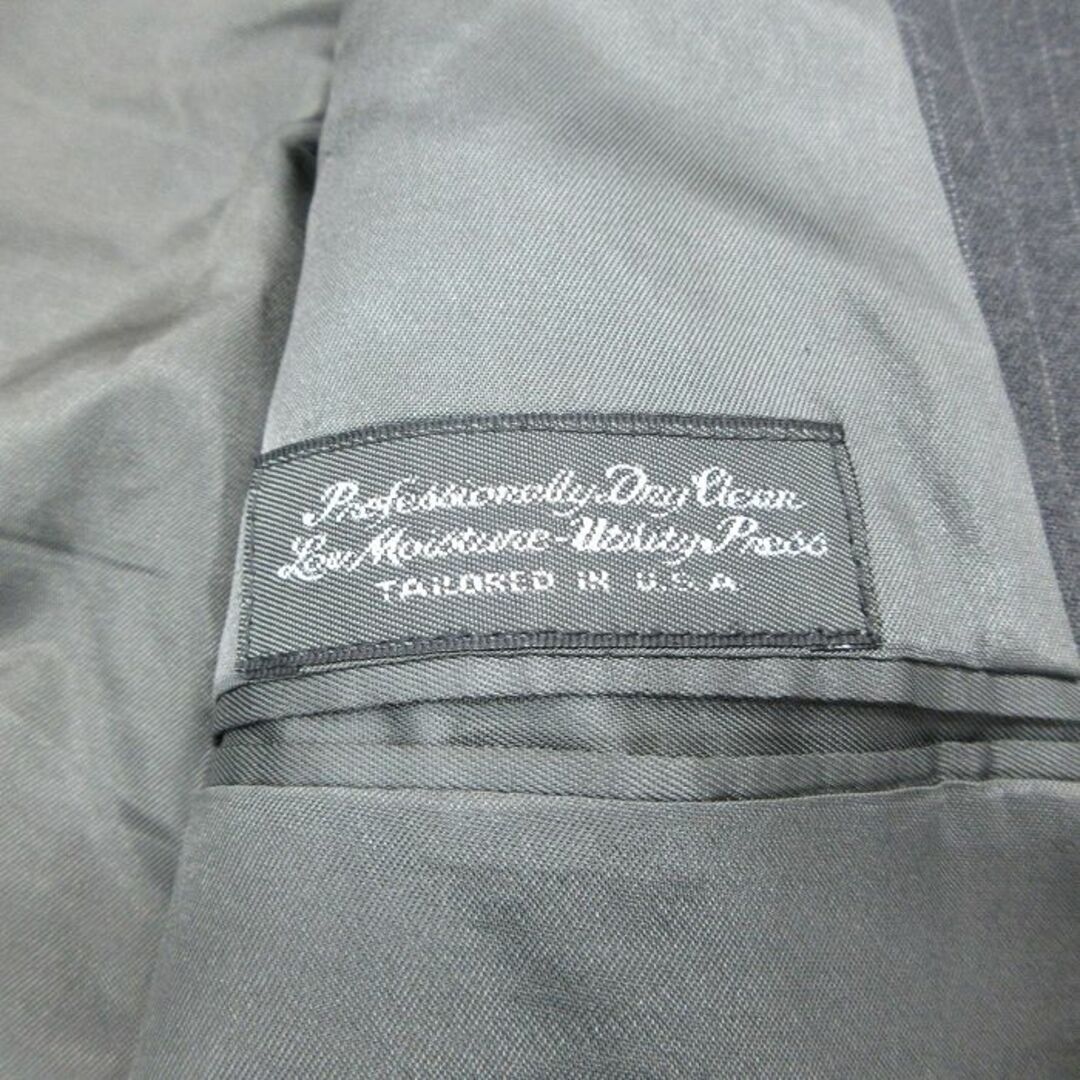 Professionally Dry Clean
Low Moisture-Utility Press
TAILORED IN U.S.A